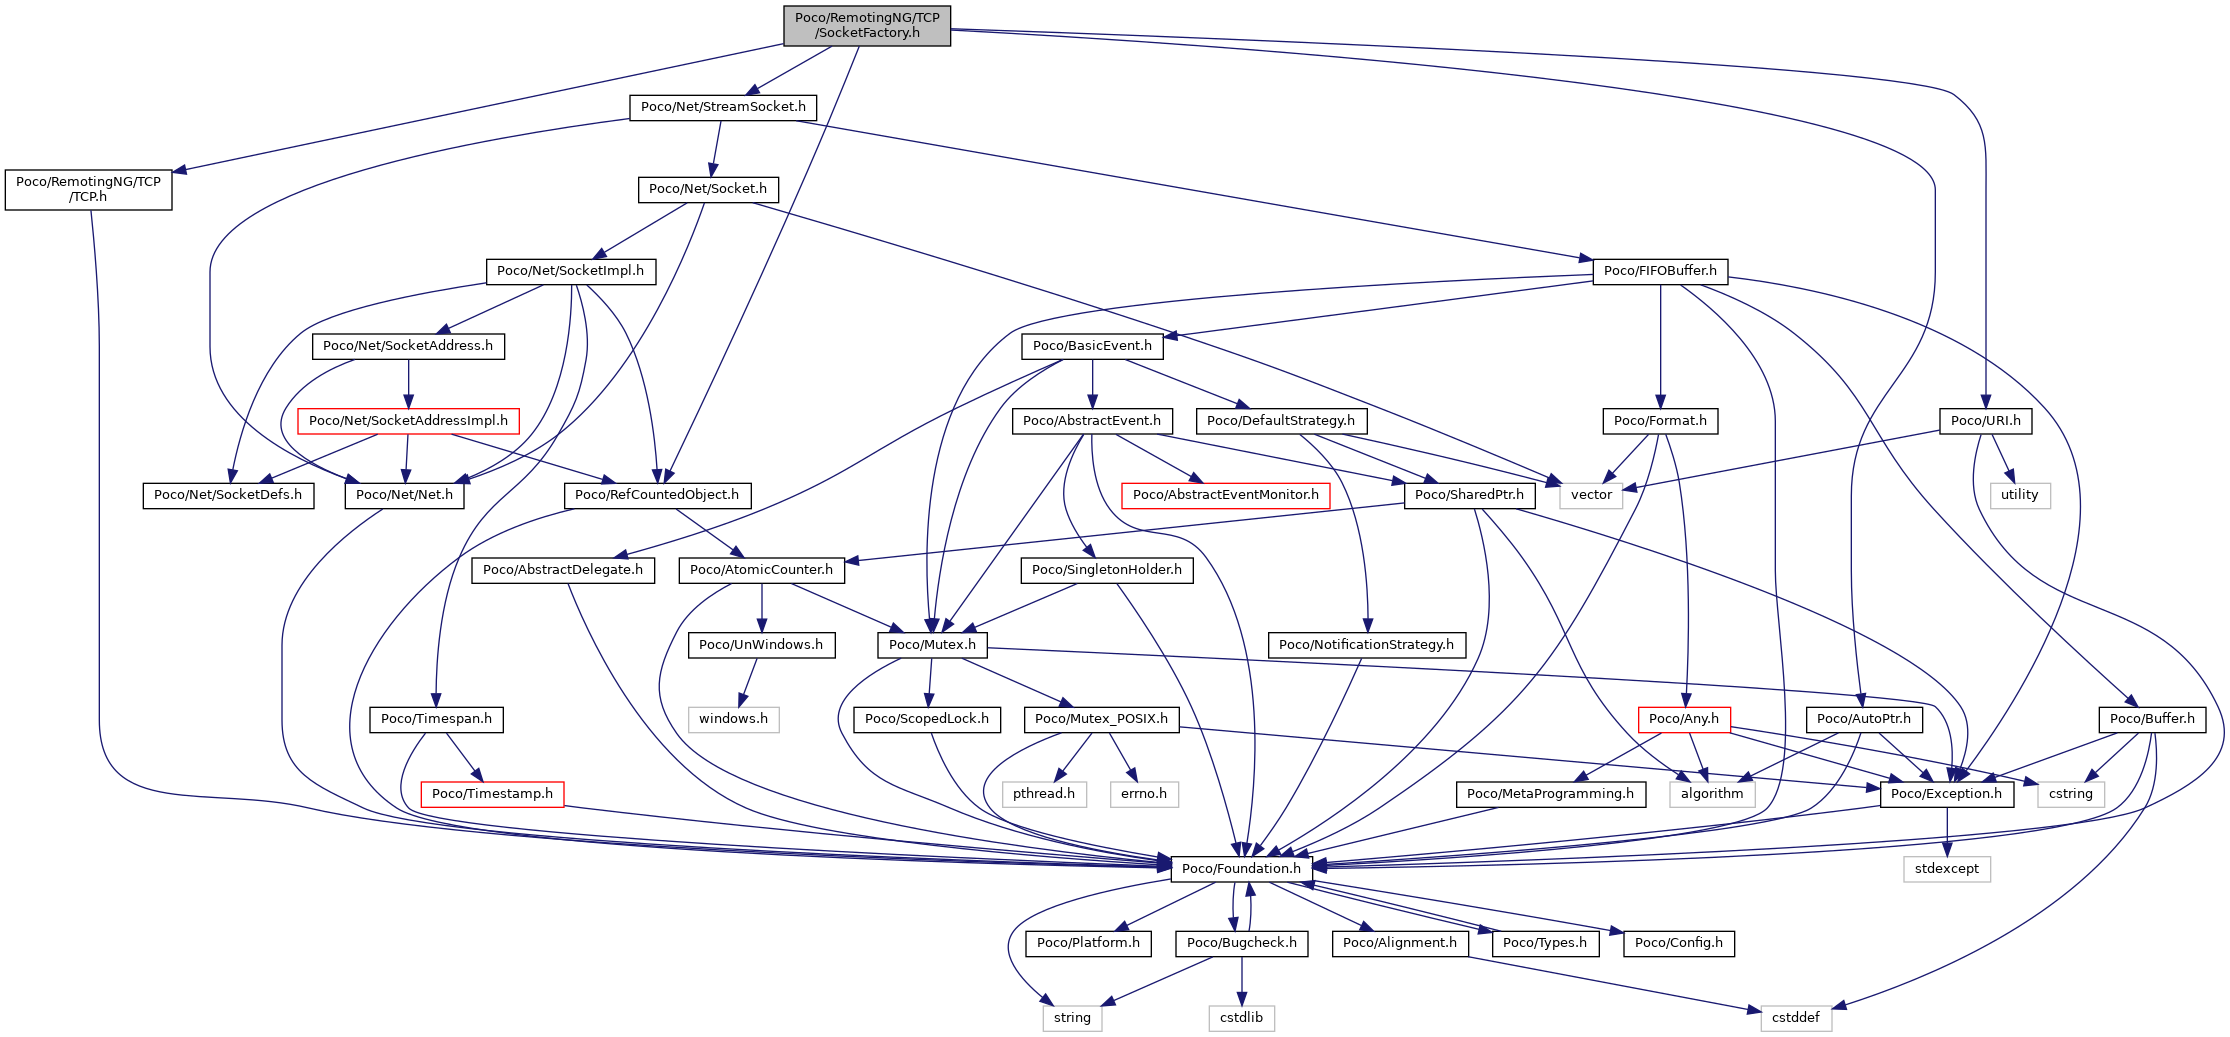 Poco/RemotingNG/TCP
/SocketFactory.h
Poco/Net/StreamSocket.h
Poco/RemotingNG/TCP
/TCP.h
Poco/Net/Socket.h
Poco/Net/SocketImpl.h
Poco/FIFOBuffer.h
Poco/Net/SocketAddress.h
Poco/BasicEvent.h
Poco/Net/SocketAddressImpl.h
Poco/AbstractEvent.h
Poco/DefaultStrategy.h
Poco/Format.h
Poco/URI.h
Poco/Net/SocketDefs.h
Poco/Net/Net.h
Poco/RefCountedObject.h
Poco/AbstractEventMonitor.h
Poco/SharedPtr.h
vector
utility
Poco/AbstractDelegate.h
Poco/AtomicCounter.h
Poco/SingletonHolder.h
Poco/UnWindows.h
Poco/Mutex.h
Poco/NotificationStrategy.h
Poco/Timespan.h
windows.h
Poco/ScopedLock.h
Poco/Mutex_POSIX.h
Poco/Any.h
Poco/AutoPtr.h
Poco/Buffer.h
Poco/Timestamp.h
pthread.h
errno.h
Poco/MetaProgramming.h
algorithm
Poco/Exception.h
cstring
Poco/Foundation.h
stdexcept
Poco/Platform.h
Poco/Bugcheck.h
Poco/Alignment.h
Poco/Types.h
Poco/Config.h
string
cstdlib
cstddef